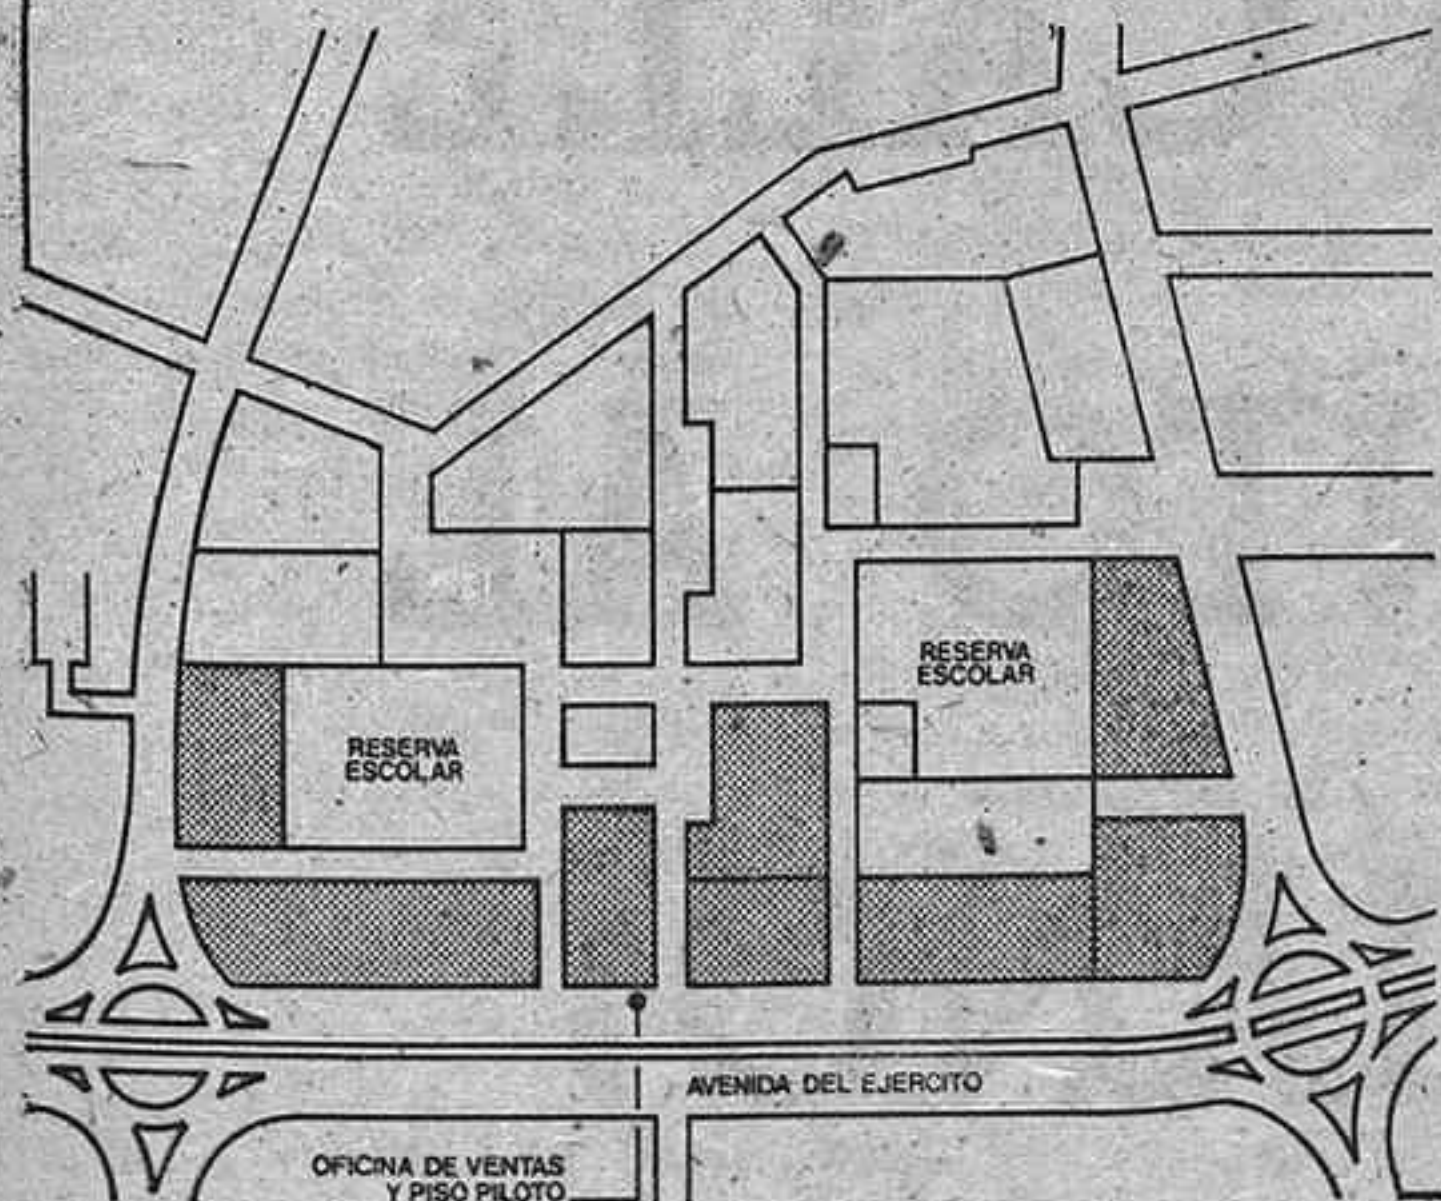 RESERVA
ESCOLAR
RESERVA
ESCOLAR
AVENIDA DEL EJERCITO
OFICINA DE VENTAS
Y PISO PILOTO